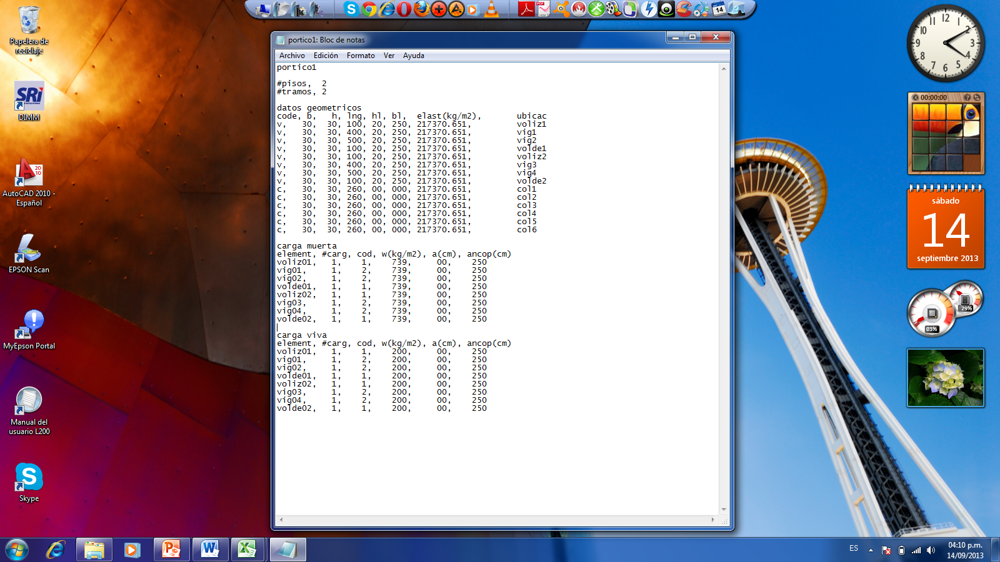 Papelera de
reciclaje
SRi
DIMM
AutoCAD 2010 -
Español
EPSON Scan
MyEpson Portal
Manual del
usuario L200
Skype
portico1: Bloc de notas
Archivo Edición Formato Ver Ayuda
portico1
#pisos, 2
#tramos, 2
datos geometricos
code, b, h, lng, hl, bl, elast(kg/m2), ubicac
v, 30, 30, 100, 20, 250, 217370.651, voliz1
v, 30, 30, 400, 20, 250, 217370.651, vig1
v, 30, 30, 500, 20, 250, 217370.651, vig2
v, 30, 30, 100, 20, 250, 217370.651, volde1
v, 30, 30, 100, 20, 250, 217370.651, voliz2
v, 30, 30, 400, 20, 250, 217370.651, vig3
v, 30, 30, 500, 20, 250, 217370.651, vig4
v, 30, 30, 100, 20, 250, 217370.651, volde2
c, 30, 30, 260, 00, 000, 217370.651, col1
c, 30, 30, 260, 00, 000, 217370.651, col2
c, 30, 30, 260, 00, 000, 217370.651, col3
c, 30, 30, 260, 00, 000, 217370.651, col4
c, 30, 30, 260, 00, 000, 217370.651, col5
c, 30, 30, 260, 00, 000, 217370.651, col6
carga muerta
element, #carg, cod, w(kg/m2), a(cm), ancop(cm)
voliz01, 1, 1, 739, 00, 250
vig01, 1, 2, 739, 00, 250
vig02, 1, 2, 739, 00, 250
volde01, 1, 1, 739, 00, 250
voliz02, 1, 1, 739, 00, 250
vig03, 1, 2, 739, 00, 250
vig04, 1, 2, 739, 00, 250
volde02, 1, 1, 739, 00, 250
carga viva
element, #carg, cod, w(kg/m2), a(cm), ancop(cm)
voliz01, 1, 1, 200, 00, 250
vig01, 1, 2, 200, 00, 250
vig02, 1, 2, 200, 00, 250
volde01, 1, 1, 200, 00, 250
voliz02, 1, 1, 200, 00, 250
vig03, 1, 2, 200, 00, 250
vig04, 1, 2, 200, 00, 250
volde02, 1, 1, 200, 00, 250
12 1 2 3 4 5 6 7 8 9 10 11
00:00:00
sábado
14
septiembre 2013
29%
03%
ES
04:10 p.m.
14/09/2013